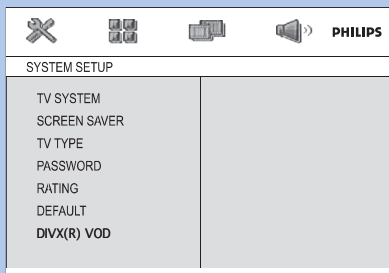 PHILIPS
SYSTEM SETUP
TV SYSTEM
SCREEN SAVER
TV TYPE
PASSWORD
RATING
DEFAULT
DIVX(R) VOD